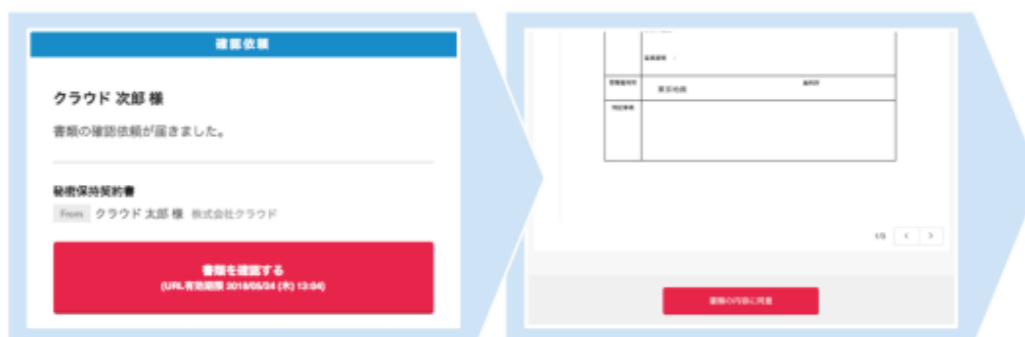 確認依頼
クラウド 次郎 様
書類の確認依頼が届きました。
秘密保持契約書
From クラウド 太郎 様 株式会社クラウド
書類を確認する
(URL有効期限 2018/05/24 (木) 13:04)
東京地裁
特記事項
1/3
書類の内容に同意